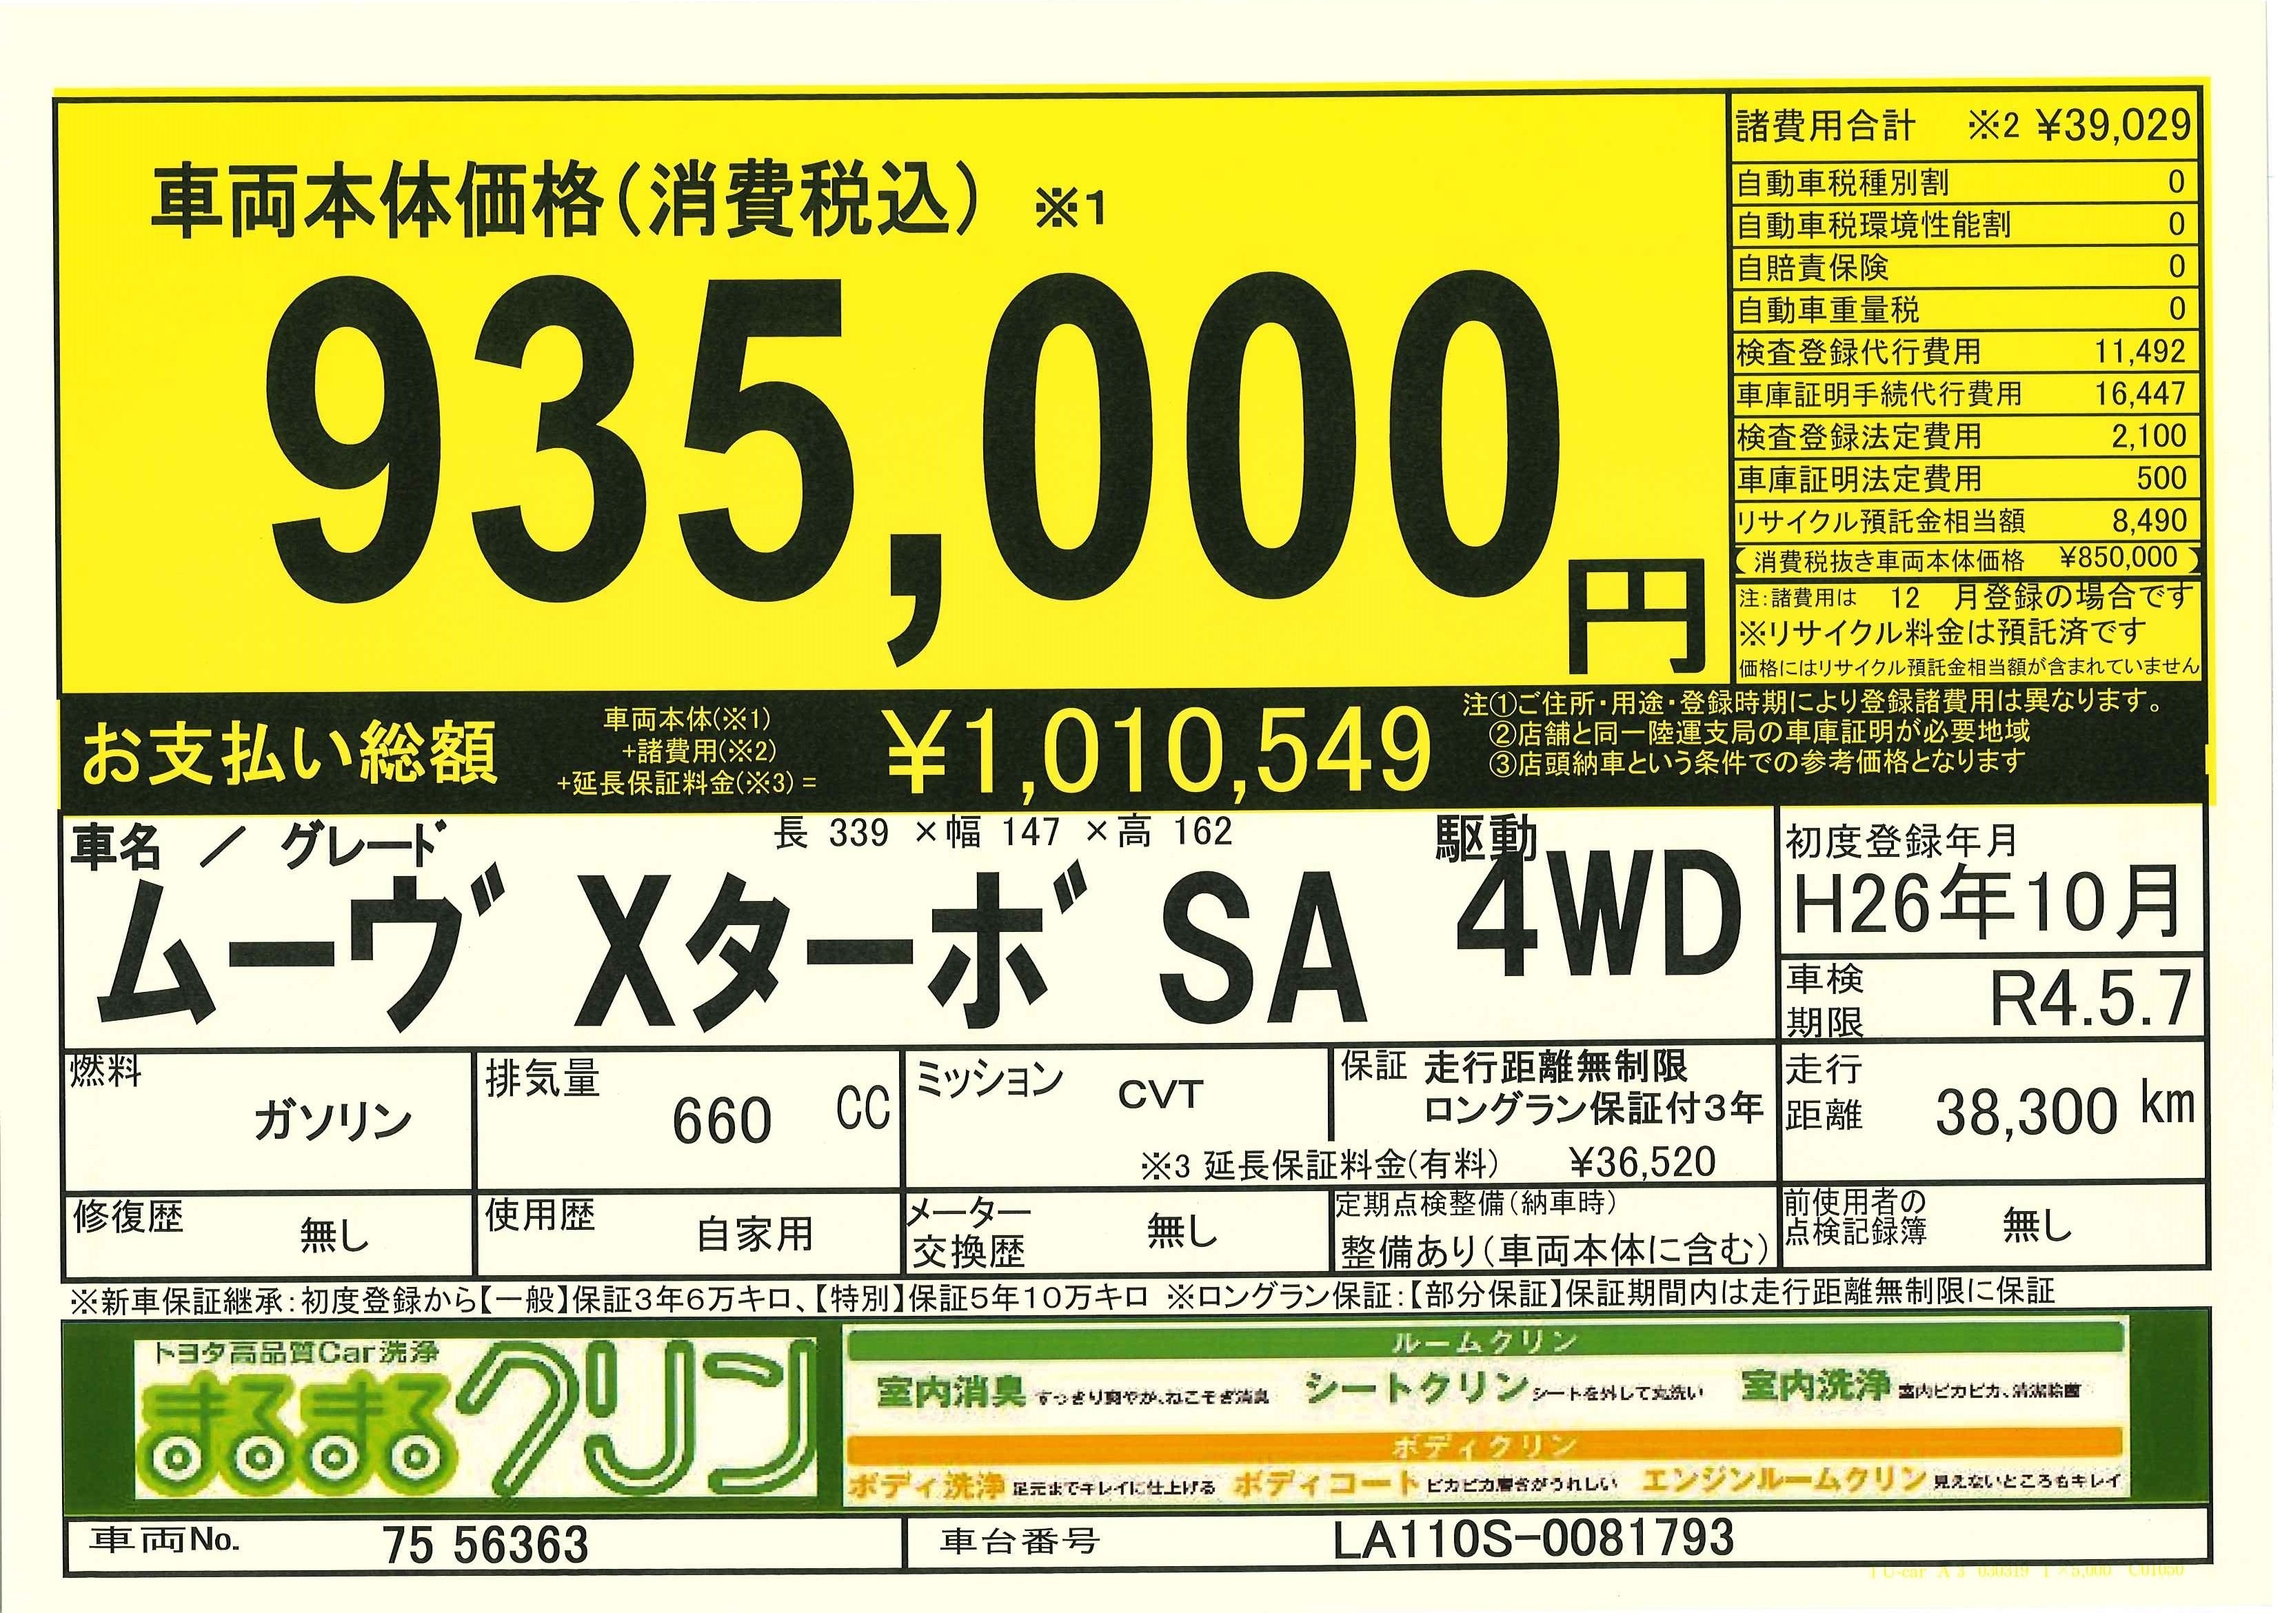 車両本体価格(消費税込) ※1
935,000円
諸費用合計 ※2 ¥39,029
自動車税種別割 0
自動車税環境性能割 0
自賠責保険 0
自動車重量税 0
検査登録代行費用 11,492
車庫証明手続代行費用 16,447
検査登録法定費用 2,100
車庫証明法定費用 500
リサイクル預託金相当額 8,490
(消費税抜き車両本体価格 ¥850,000)
注:諸費用は 12 月登録の場合です
※リサイクル料金は預託済です
価格にはリサイクル預託金相当額が含まれていません
お支払い総額
車両本体(※1)
+諸費用(※2)
+延長保証料金(※3)=
¥1,010,549
注①ご住所・用途・登録時期により登録諸費用は異なります。
②店舗と同一陸運支局の車庫証明が必要地域
③店頭納車という条件での参考価格となります
車名 / グレード
長 339 ×幅 147 ×高 162
ムーヴ Xターボ SA
駆動
4WD
初度登録年月
H26年10月
車検
期限
R4.5.7
燃料
ガソリン
排気量
660 CC
ミッション
CVT
保証 走行距離無制限
ロングラン保証付3年
※3 延長保証料金(有料) ¥36,520
走行
距離
38,300 km
修復歴
無し
使用歴
自家用
メーター
交換歴
無し
定期点検整備(納車時)
整備あり(車両本体に含む)
前使用者の
点検記録簿
無し
※新車保証継承:初度登録から【一般】保証3年6万キロ、【特別】保証5年10万キロ ※ロングラン保証:【部分保証】保証期間内は走行距離無制限に保証
トヨタ高品質Car洗浄
まるまるクリン
ルームクリン
室内消臭 すっきり爽やか、ねこそぎ消臭 シートクリン シートを外して丸洗い 室内洗浄 室内ピカピカ、清潔除菌
ボディクリン
ボディ洗浄 足元までキレイに仕上げる ボディコート ピカピカ磨きがうれしい エンジンルームクリン 見えないところもキレイ
車両No. 75 56363
車台番号 LA110S-0081793